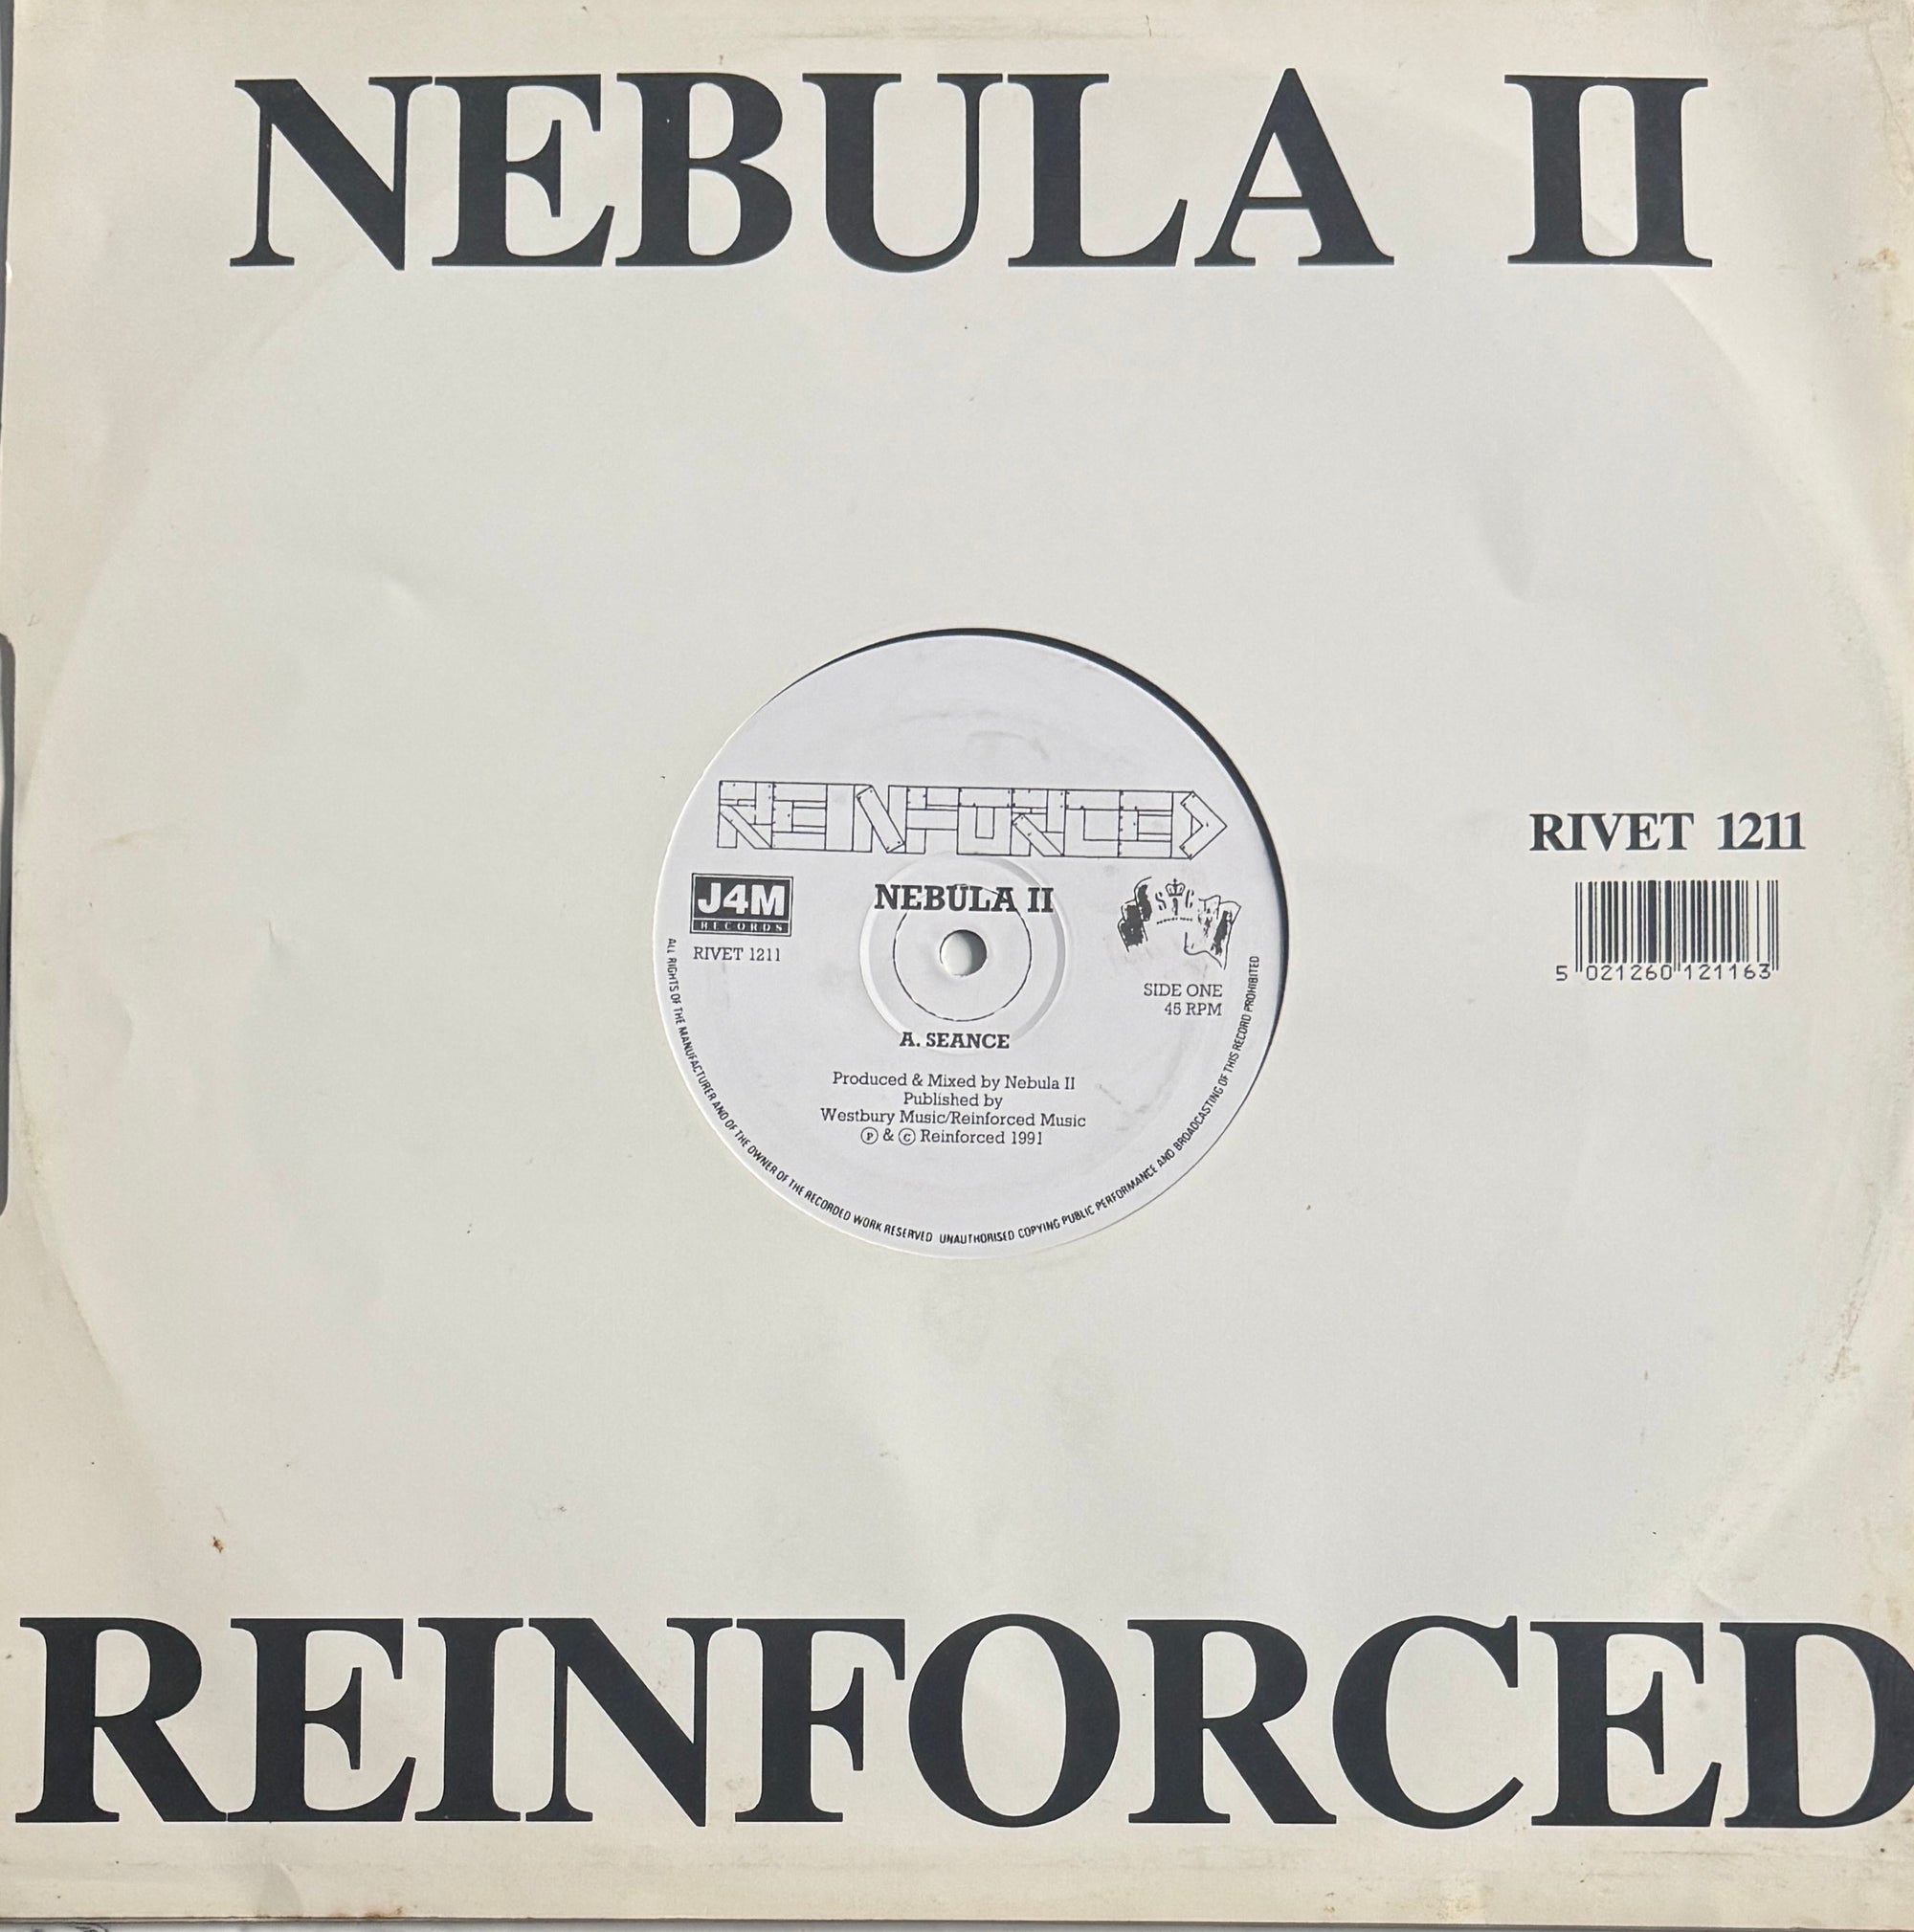 NEBULA II
REINFORCED
J4M
RECORDS
RIVET 1211
NEBULA II
STC
SIDE ONE
45 RPM
A. SEANCE
Produced & Mixed by Nebula II
Published by
Westbury Music/Reinforced Music
Ⓟ & © Reinforced 1991
ALL RIGHTS OF THE MANUFACTURER AND OF THE OWNER OF THE RECORDED WORK RESERVED UNAUTHORISED COPYING PUBLIC PERFORMANCE AND BROADCASTING OF THIS RECORD PROHIBITED
RIVET 1211
5 021260 121163
REINFORCED